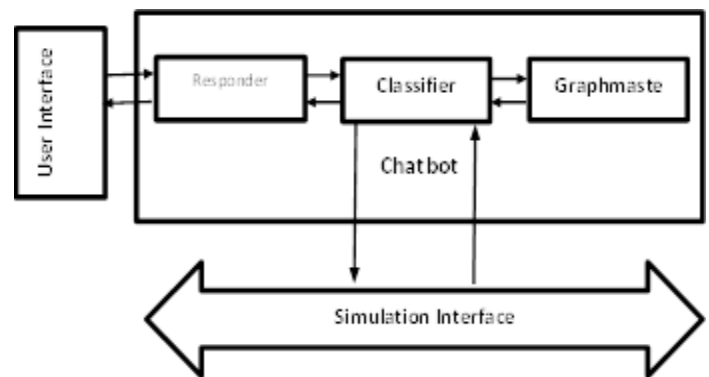 User Interface
Responder
Classifier
Graphmaste
Chatbot
Simulation Interface